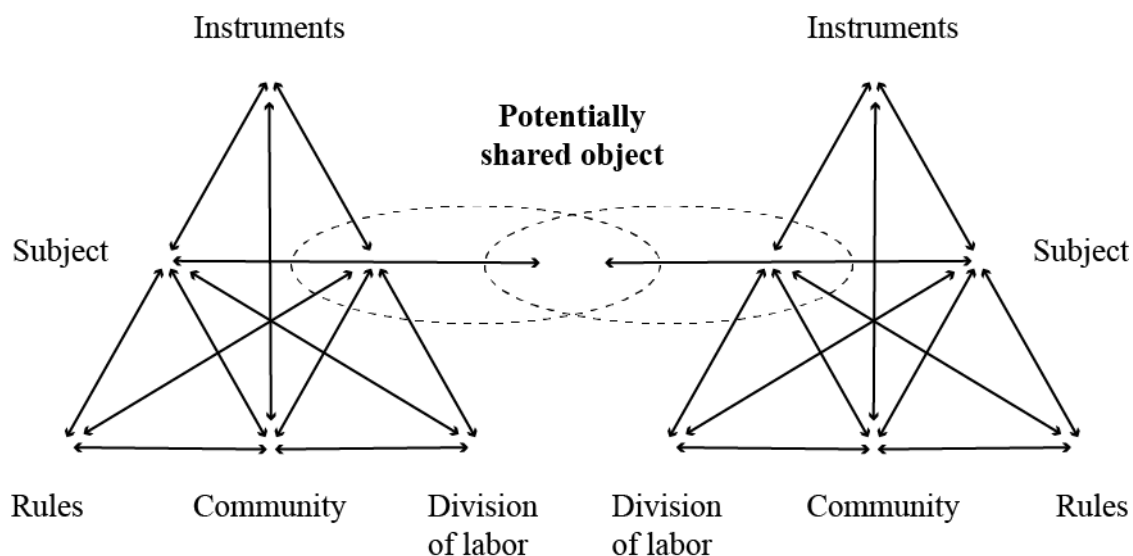 Instruments
Instruments
Potentially
shared object
Subject
Subject
Rules
Community
Division
of labor
Division
of labor
Community
Rules